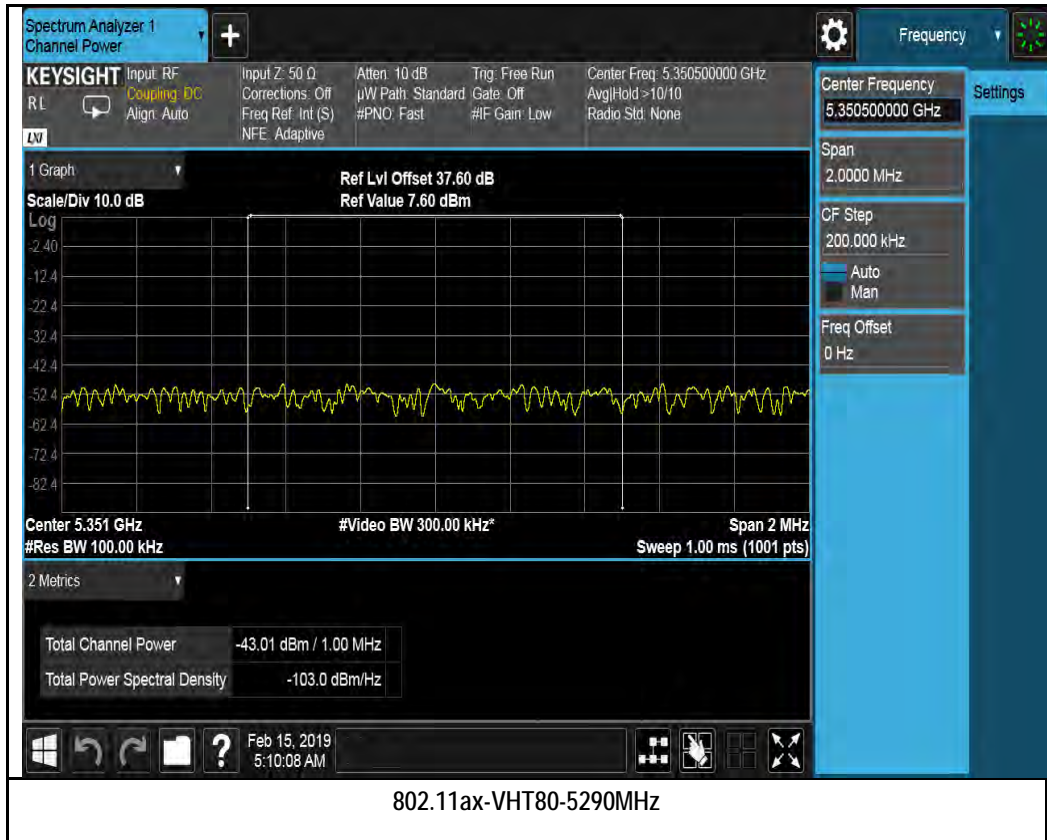 Spectrum Analyzer 1
Channel Power
+
Frequency
KEYSIGHT
RL
LXI
Input: RF
Coupling: DC
Align: Auto
Input Z: 50 Ω
Corrections: Off
Freq Ref: Int (S)
NFE: Adaptive
Atten: 10 dB
µW Path: Standard
#PNO: Fast
Trig: Free Run
Gate: Off
#IF Gain: Low
Center Freq: 5.350500000 GHz
Avg|Hold >10/10
Radio Std: None
Center Frequency
5.350500000 GHz
Settings
Span
2.0000 MHz
CF Step
200.000 kHz
Auto
Man
Freq Offset
0 Hz
1 Graph
Scale/Div 10.0 dB
Ref Lvl Offset 37.60 dB
Ref Value 7.60 dBm
Log
-2.40
-12.4
-22.4
-32.4
-42.4
-52.4
-62.4
-72.4
-82.4
Center 5.351 GHz
#Video BW 300.00 kHz*
Span 2 MHz
#Res BW 100.00 kHz
Sweep 1.00 ms (1001 pts)
2 Metrics
Total Channel Power -43.01 dBm / 1.00 MHz
Total Power Spectral Density -103.0 dBm/Hz
?
Feb 15, 2019
5:10:08 AM
802.11ax-VHT80-5290MHz